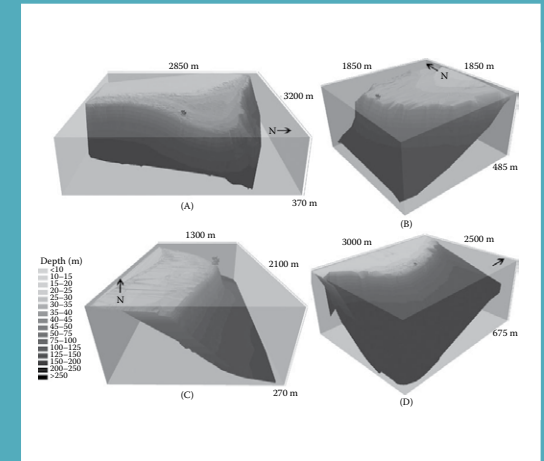 2850 m
3200 m
N
370 m
(A)
1850 m
1850 m
N
485 m
(B)
1300 m
2100 m
N
270 m
(C)
3000 m
2500 m
675 m
(D)
Depth (m)
<10
10–15
15–20
20–25
25–30
30–35
35–40
40–45
45–50
50–75
75–100
100–125
125–150
150–200
200–250
>250